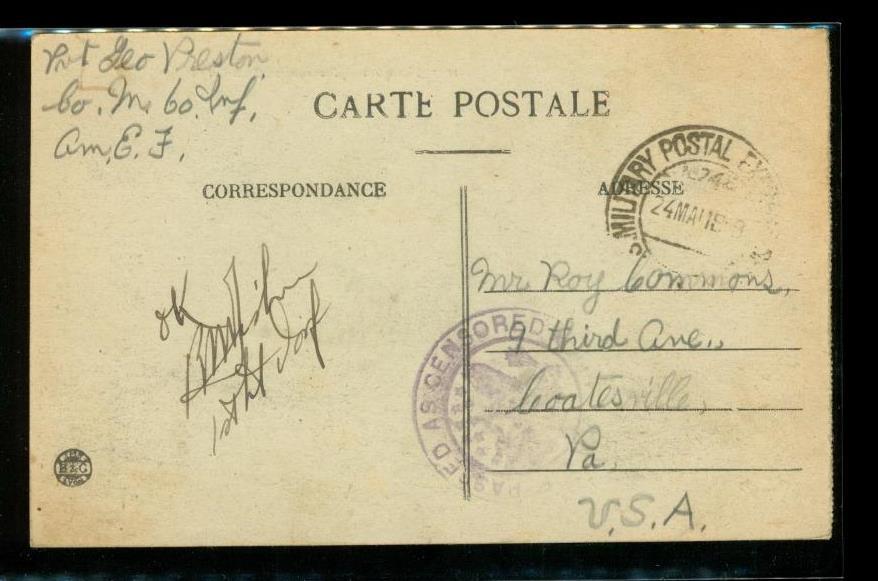 Pvt Geo Preston
Co. M. 60. Inf.
Am. E. F.
CARTE POSTALE
CORRESPONDANCE
ADRESSE
MILITARY POSTAL
24 MAI 18
Mr. Roy Commons,
9 third Ave.,
Coatesville,
Pa.
U.S.A.
PASSED AS CENSORED
OK
1st Lt Inf